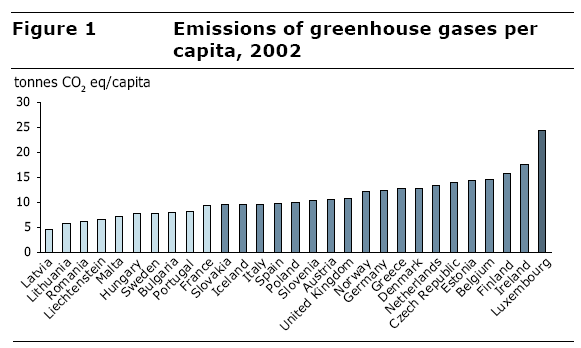 Figure 1
Emissions of greenhouse gases per
capita, 2002
tonnes CO₂ eq/capita
30
25
20
15
10
5
0
Latvia
Lithuania
Romania
Liechtenstein
Malta
Hungary
Sweden
Bulgaria
Portugal
France
Slovakia
Iceland
Italy
Spain
Poland
Slovenia
Austria
United Kingdom
Norway
Germany
Greece
Denmark
Netherlands
Czech Republic
Estonia
Belgium
Finland
Ireland
Luxembourg